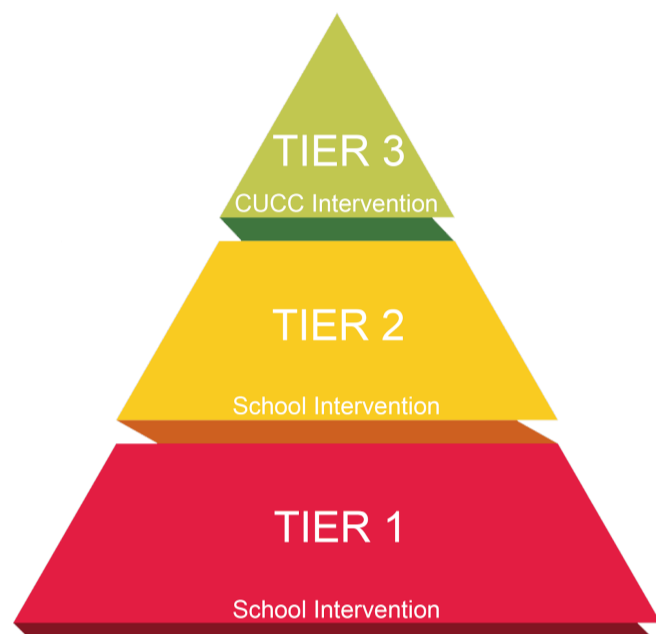 TIER 3
CUCC Intervention
TIER 2
School Intervention
TIER 1
School Intervention